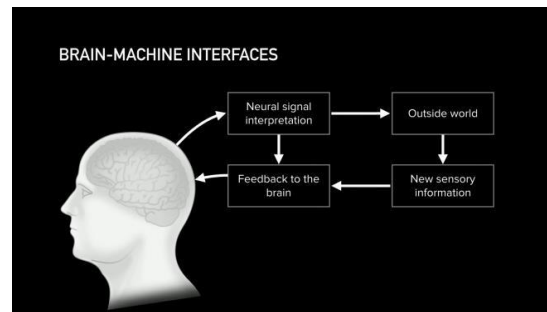 BRAIN-MACHINE INTERFACES
Neural signal
interpretation
Outside world
Feedback to the
brain
New sensory
information